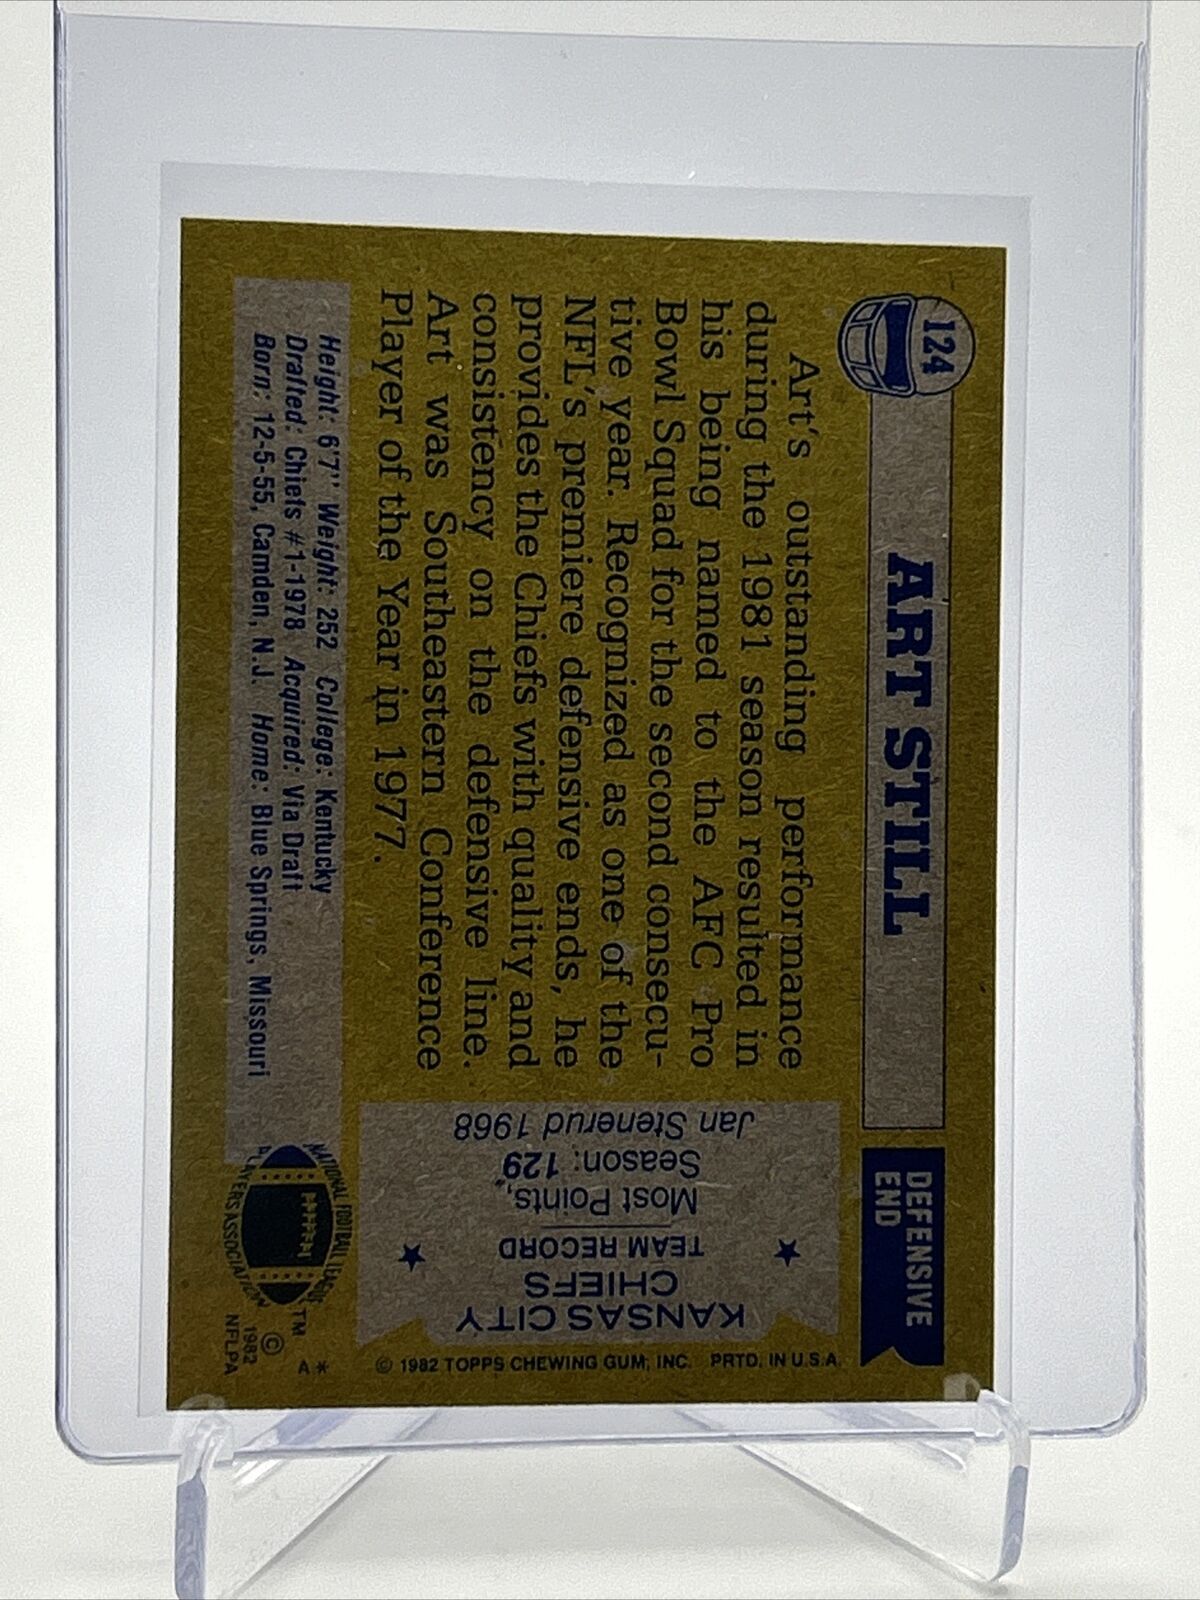 124
ART STILL
DEFENSIVE
END
Art's outstanding performance
during the 1981 season resulted in
his being named to the AFC Pro
Bowl Squad for the second consecu-
tive year. Recognized as one of the
NFL's premiere defensive ends, he
provides the Chiefs with quality and
consistency on the defensive line.
Art was Southeastern Conference
Player of the Year in 1977.
Height: 6'7" Weight: 252 College: Kentucky
Drafted: Chiefs #1-1978 Acquired: Via Draft
Born: 12-5-55, Camden, N.J. Home: Blue Springs, Missouri
KANSAS CITY
CHIEFS
TEAM RECORD
Most Points,
Season: 129
Jan Stenerud 1968
© 1982 TOPPS CHEWING GUM, INC. PRTD. IN U.S.A.
NATIONAL FOOTBALL LEAGUE
PLAYERS ASSOCIATION
TM
©
1982
NFLPA
A*